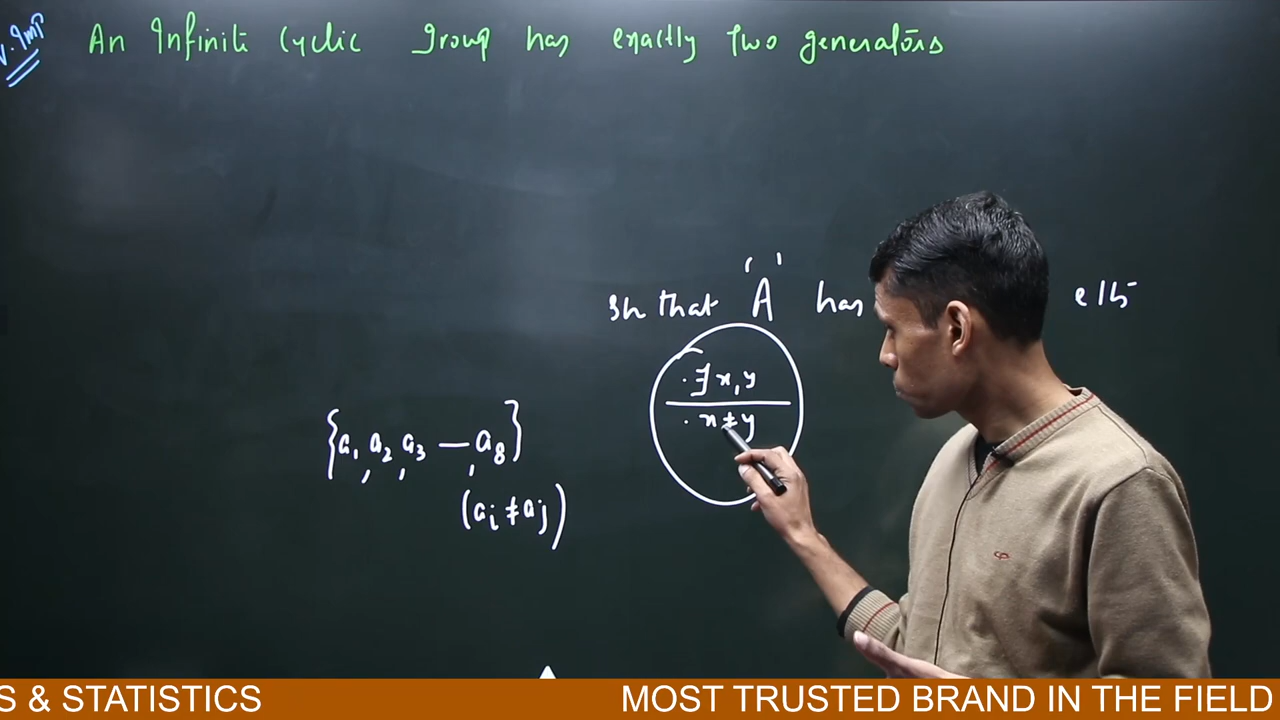 V. Imp
An Infinite Cyclic group has exactly Two generators
Sh that 'A' has elts
∃ x, y
x ≠ y
{a₁, a₂, a₃ — , a₈}
(aᵢ ≠ aⱼ)
S & STATISTICS MOST TRUSTED BRAND IN THE FIELD